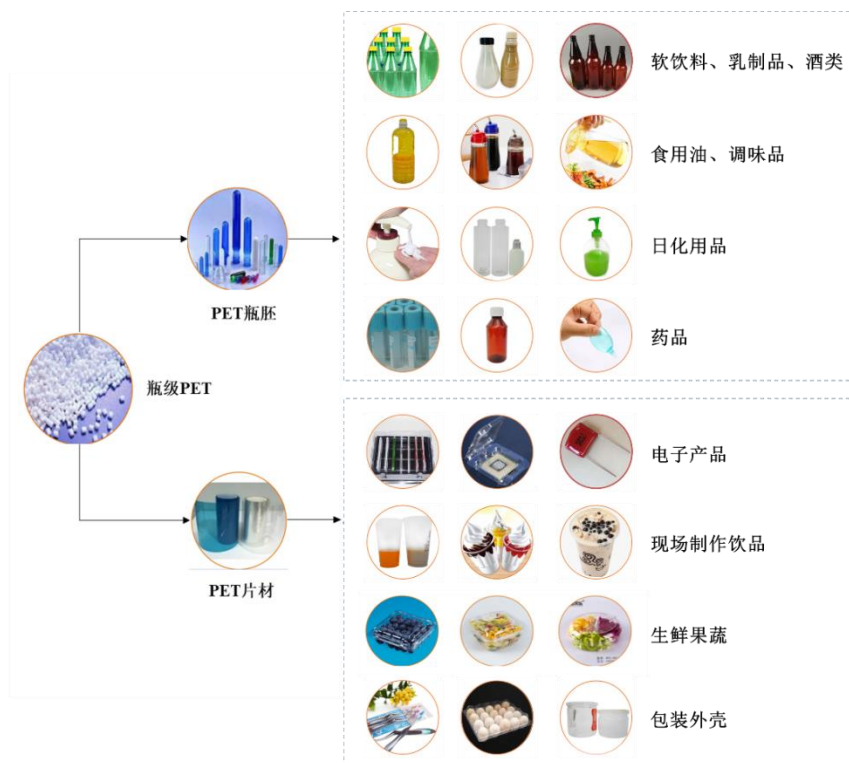 软饮料、乳制品、酒类
食用油、调味品
日化用品
PET瓶胚
药品
瓶级PET
电子产品
现场制作饮品
PET片材
生鲜果蔬
包装外壳